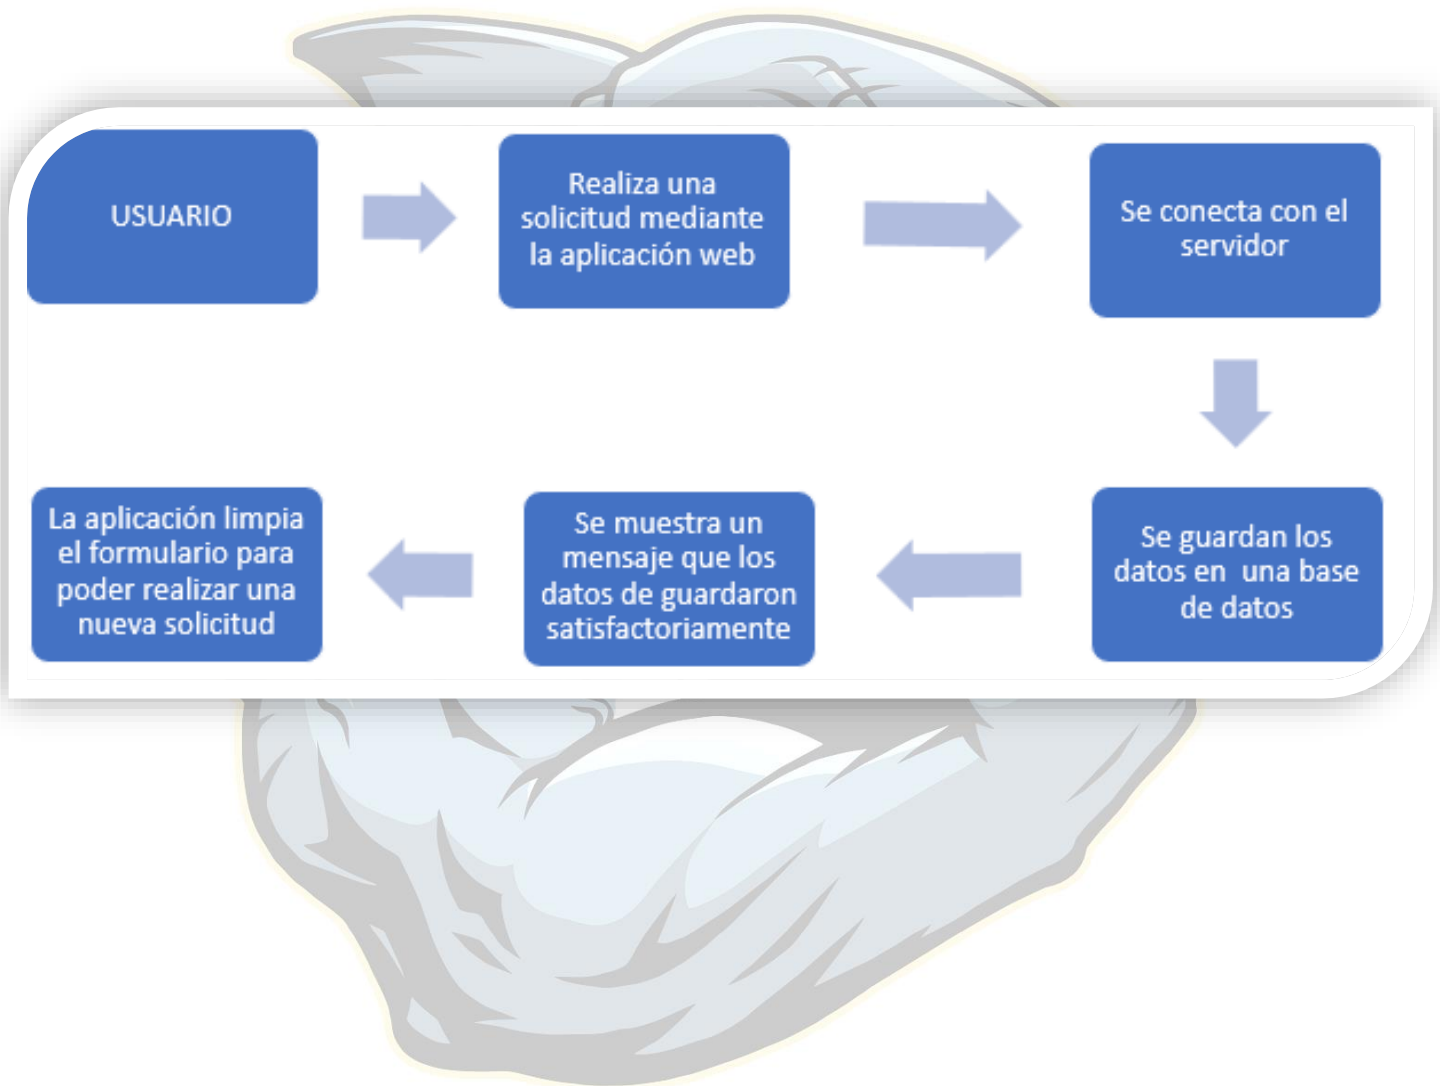 USUARIO
Realiza una
solicitud mediante
la aplicación web
Se conecta con el
servidor
Se guardan los
datos en una base
de datos
Se muestra un
mensaje que los
datos de guardaron
satisfactoriamente
La aplicación limpia
el formulario para
poder realizar una
nueva solicitud